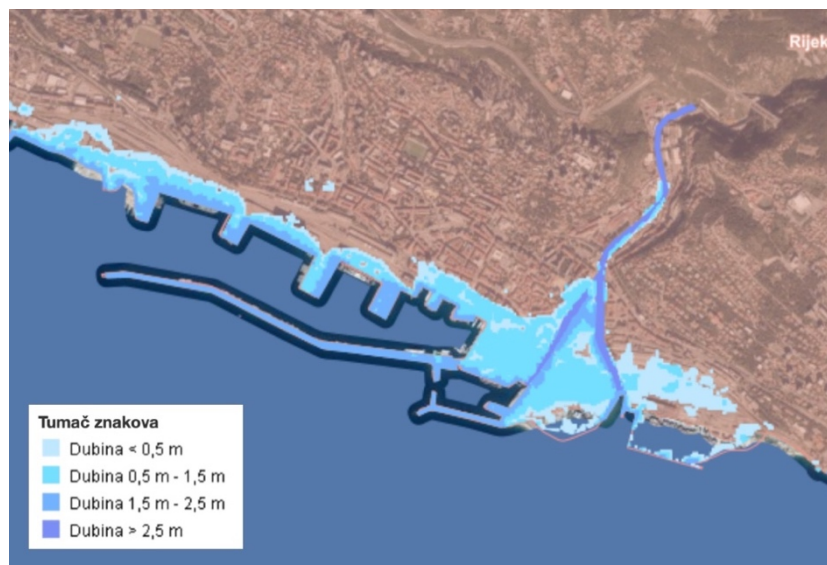 Rijek
Tumač znakova
Dubina < 0,5 m
Dubina 0,5 m - 1,5 m
Dubina 1,5 m - 2,5 m
Dubina > 2,5 m